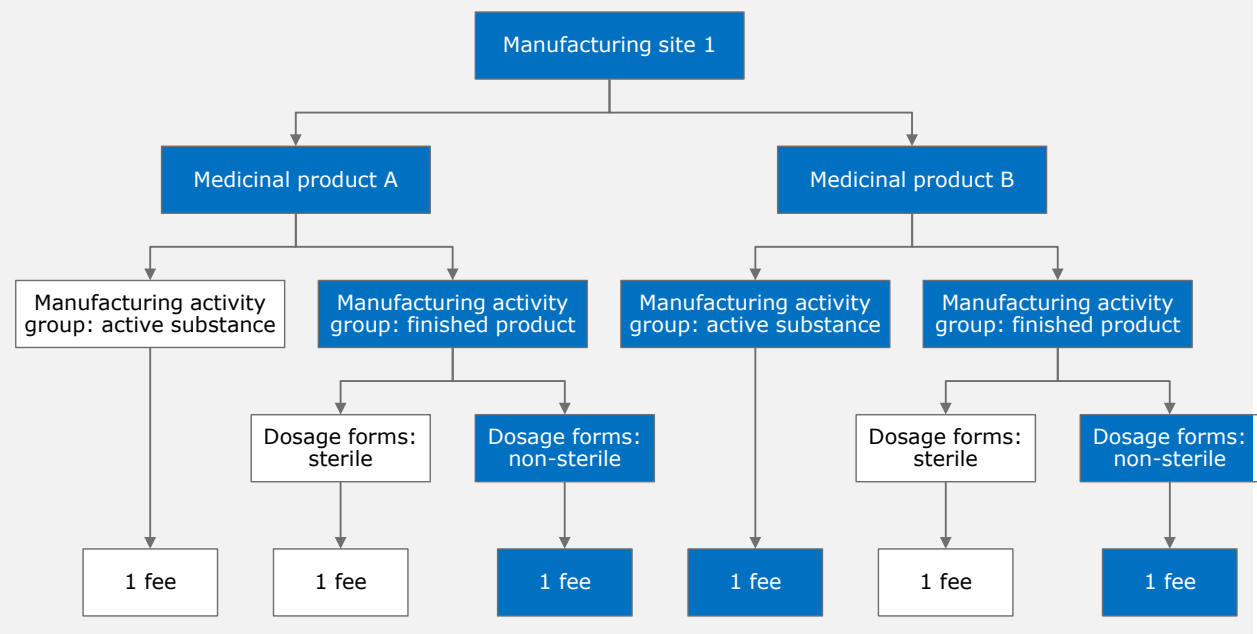 Manufacturing site 1
Medicinal product A
Medicinal product B
Manufacturing activity
group: active substance
Manufacturing activity
group: finished product
Manufacturing activity
group: active substance
Manufacturing activity
group: finished product
Dosage forms:
sterile
Dosage forms:
non-sterile
Dosage forms:
sterile
Dosage forms:
non-sterile
1 fee
1 fee
1 fee
1 fee
1 fee
1 fee